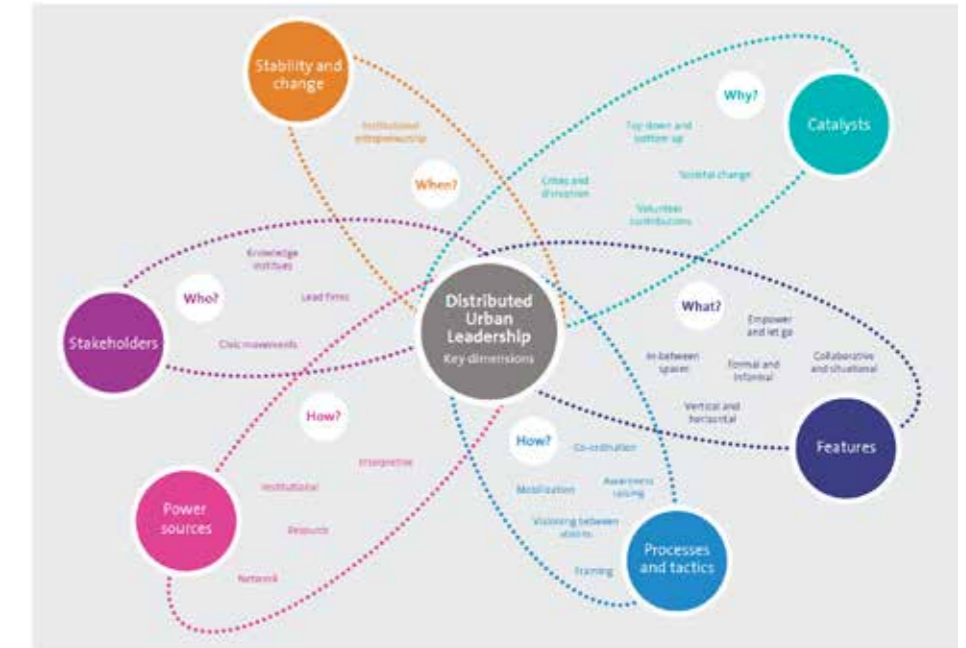 Stability and
change
Institutional
entrepreneurship
When?
Why?
Catalysts
Top down and
bottom up
Societal change
Crises and
disruption
Volunteer
contributions
Knowledge
institues
Who?
Lead firms
Stakeholders
Civic movements
Distributed
Urban
Leadership
Key dimensions
What?
Empower
and let go
In-between
spaces
Formal and
informal
Collaborative
and situational
Vertical and
horizontal
Features
How?
Interpretive
Institutional
Power
sources
Resource
Network
How?
Co-ordination
Mobilization
Awareness
raising
Visioning between
Framing
Processes
and tactics